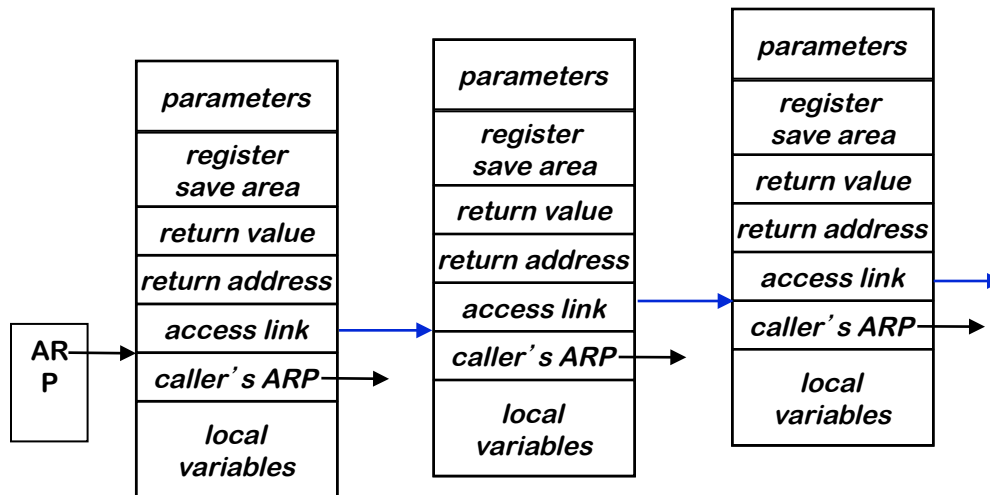 AR
P
parameters
register
save area
return value
return address
access link
caller’s ARP
local
variables
parameters
register
save area
return value
return address
access link
caller’s ARP
local
variables
parameters
register
save area
return value
return address
access link
caller’s ARP
local
variables